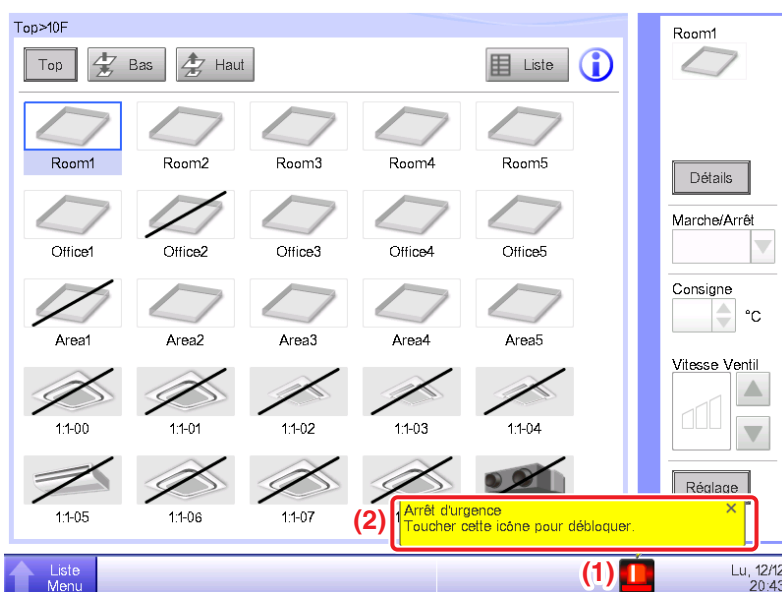 Top>10F
Top
Bas
Haut
Liste
Room1
Room2
Room3
Room4
Room5
Office1
Office2
Office3
Office4
Office5
Area1
Area2
Area3
Area4
Area5
1:1-00
1:1-01
1:1-02
1:1-03
1:1-04
1:1-05
1:1-06
1:1-07
(2)
Arrêt d'urgence
Toucher cette icône pour débloquer.
Room1
Détails
Marche/Arrêt
Consigne
°C
Vitesse Ventil
Réglage
Liste
Menu
(1)
Lu, 12/12
20:43